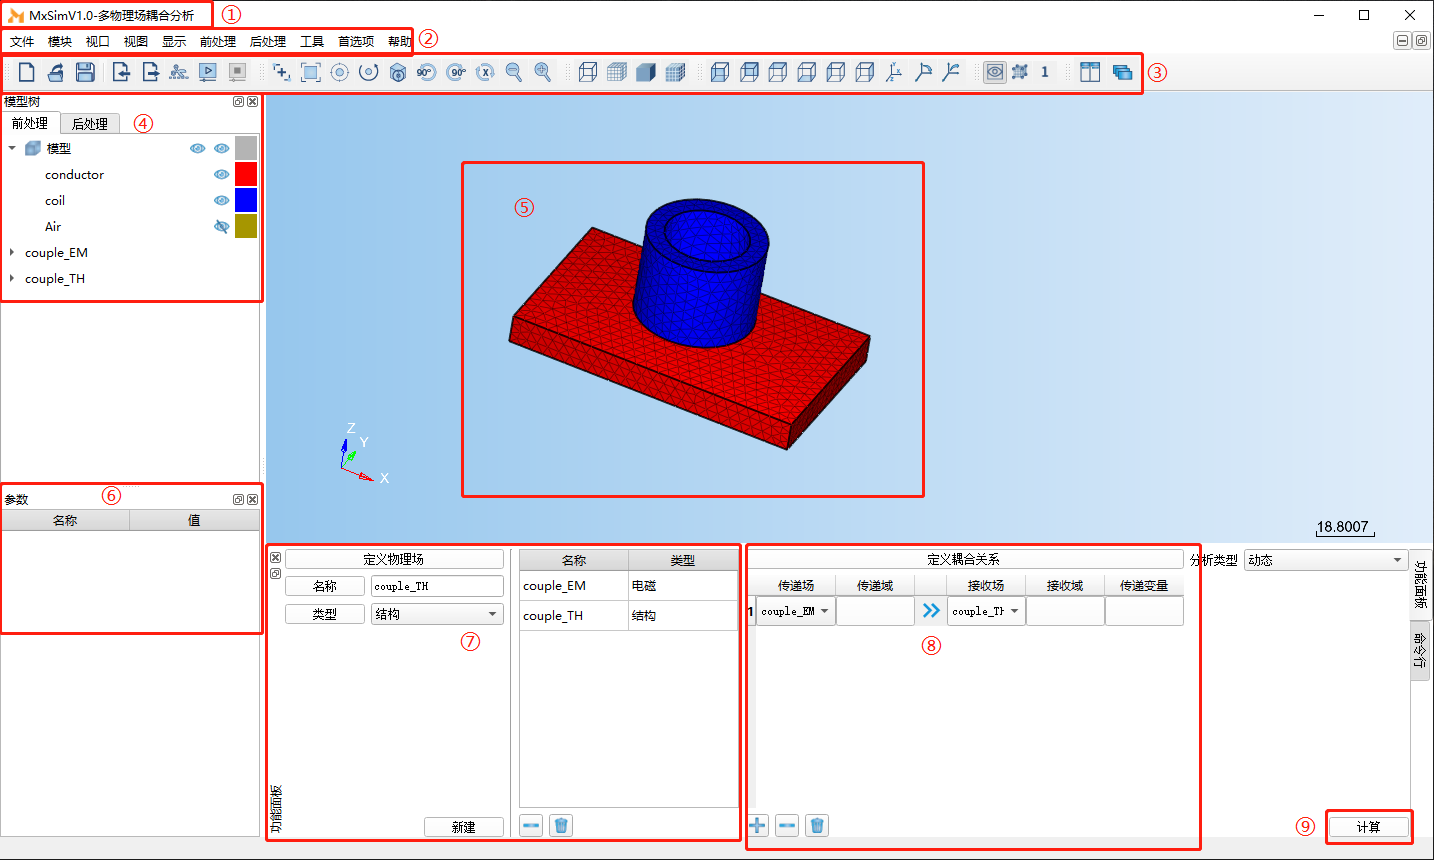 MxSimV1.0-多物理场耦合分析 ①
文件 模块 视口 视图 显示 前处理 后处理 工具 首选项 帮助 ②
90° 90° X 1 ③
模型树
前处理 后处理 ④
模型
conductor
coil
Air
couple_EM
couple_TH
⑤
Z
Y
X
18.8007
参数 ⑥
名称 值
定义物理场
名称 couple_TH
类型 结构
⑦
功能面板
新建
名称 类型
couple_EM 电磁
couple_TH 结构
定义耦合关系
传递场 传递域 接收场 接收域 传递变量
1 couple_EM couple_TH
⑧
分析类型 动态
功能面板
命令行
⑨ 计算